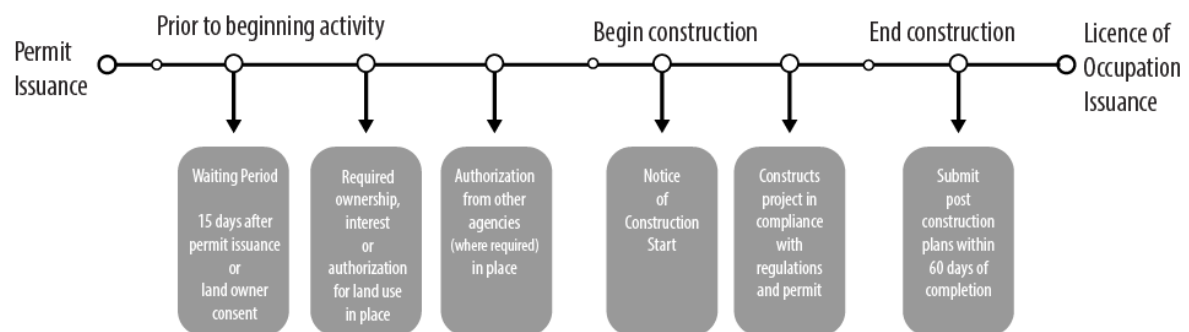 Permit
Issuance
Prior to beginning activity
Begin construction
End construction
Licence of
Occupation
Issuance
Waiting Period
15 days after
permit issuance
or
land owner
consent
Required
ownership,
interest
or
authorization
for land use
in place
Authorization
from other
agencies
(where required)
in place
Notice
of
Construction
Start
Constructs
project in
compliance
with
regulations
and permit
Submit
post
construction
plans within
60 days of
completion